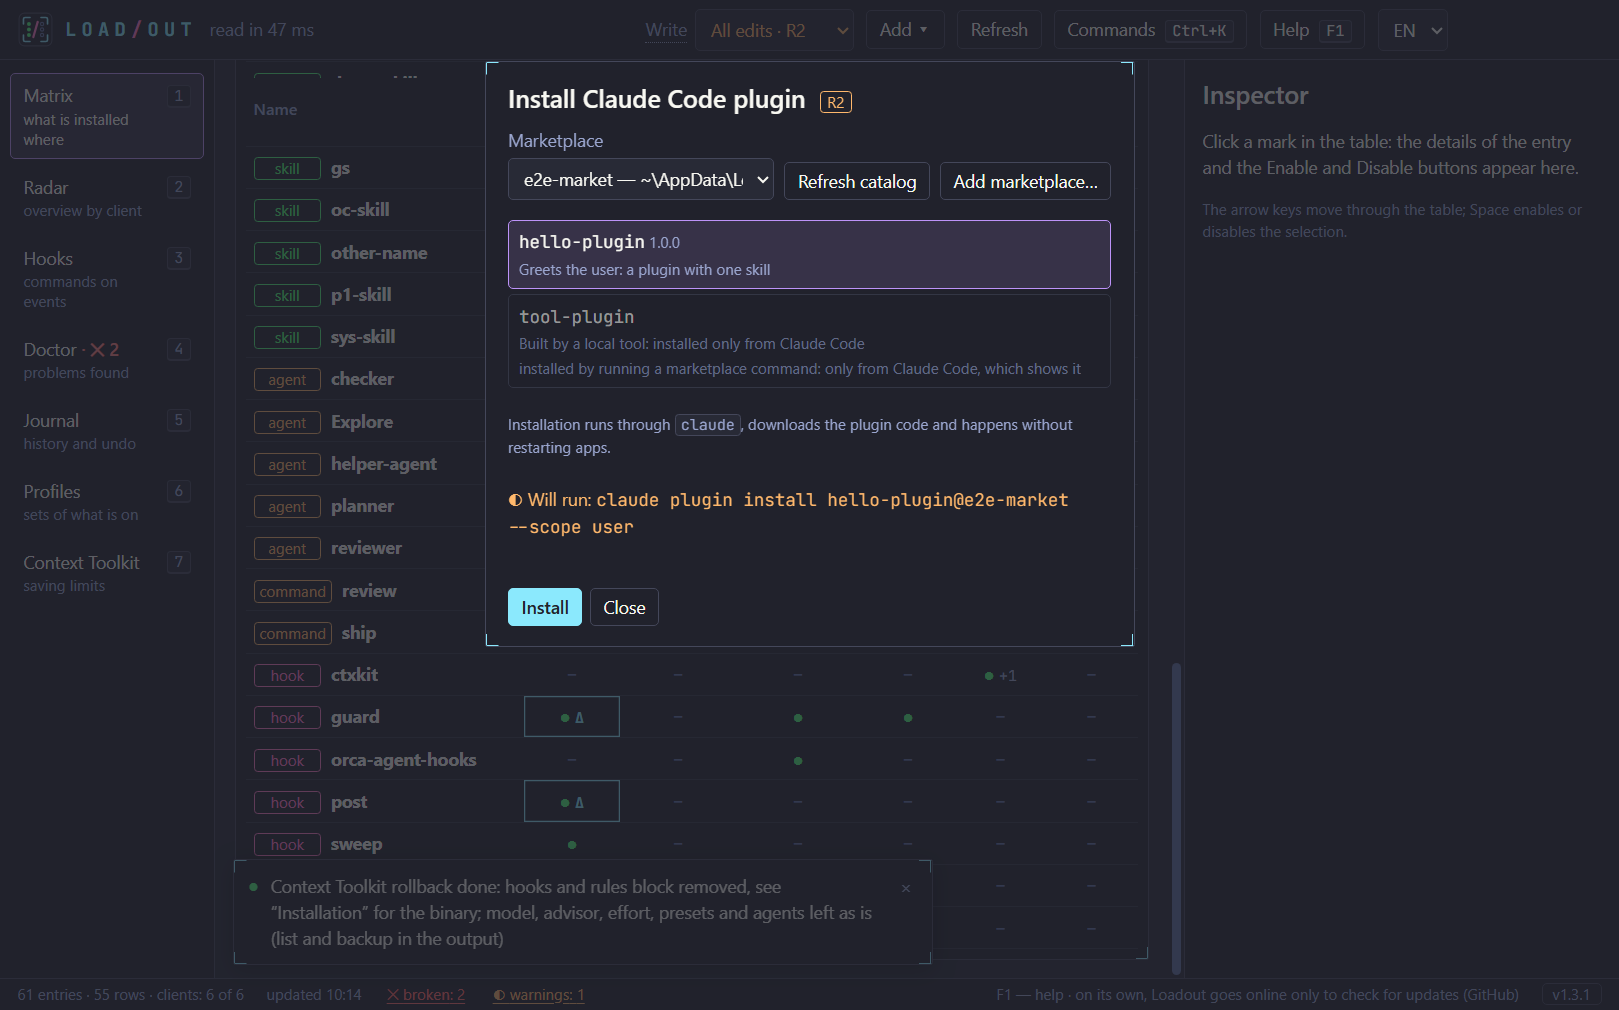 LOAD/OUT read in 47 ms Write All edits · R2 Add Refresh Commands Ctrl+K Help F1 EN
Matrix 1
what is installed
where
Radar 2
overview by client
Hooks 3
commands on
events
Doctor · ✕ 2 4
problems found
Journal 5
history and undo
Profiles 6
sets of what is on
Context Toolkit 7
saving limits
Name
skill gs
skill oc-skill
skill other-name
skill p1-skill
skill sys-skill
agent checker
agent Explore
agent helper-agent
agent planner
agent reviewer
command review
command ship
hook ctxkit — — — — ● +1 —
hook guard ● Δ — ● ● — —
hook orca-agent-hooks — — ● — — —
hook post ● Δ — — — — —
hook sweep ● — — — — —
Install Claude Code plugin R2
Marketplace
e2e-market — ~\AppData\Lo Refresh catalog Add marketplace...
hello-plugin 1.0.0
Greets the user: a plugin with one skill
tool-plugin
Built by a local tool: installed only from Claude Code
installed by running a marketplace command: only from Claude Code, which shows it
Installation runs through claude, downloads the plugin code and happens without
restarting apps.
◐ Will run: claude plugin install hello-plugin@e2e-market
--scope user
Install Close
Inspector
Click a mark in the table: the details of the entry
and the Enable and Disable buttons appear here.
The arrow keys move through the table; Space enables or
disables the selection.
● Context Toolkit rollback done: hooks and rules block removed, see ×
“Installation” for the binary; model, advisor, effort, presets and agents left as is
(list and backup in the output)
61 entries · 55 rows · clients: 6 of 6 updated 10:14 ✕ broken: 2 ◐ warnings: 1 F1 — help · on its own, Loadout goes online only to check for updates (GitHub) v1.3.1